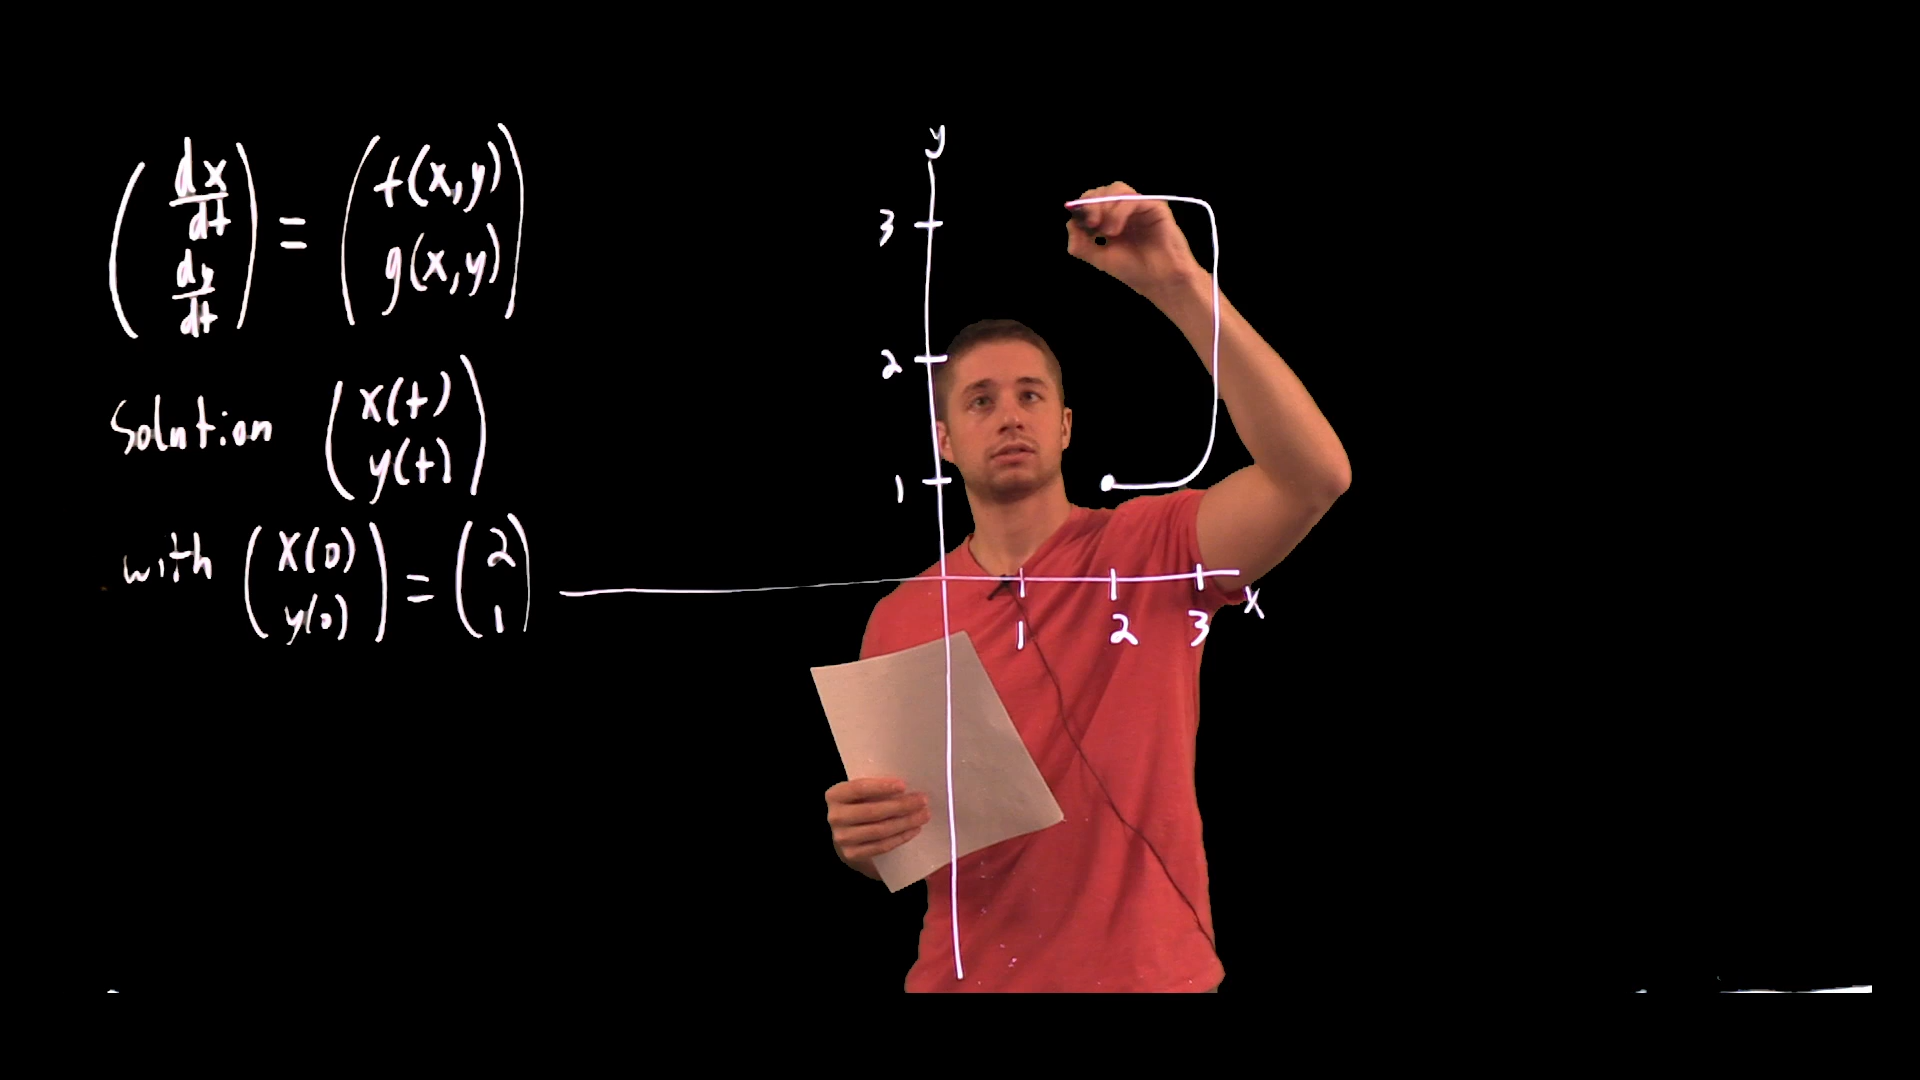 (dx/dt) = (f(x,y))
(dy/dt) (g(x,y))
Solution (x(t))
(y(t))
with (x(0)) = (2)
(y(0)) (1)
y
3
2
1
1 2 3 x